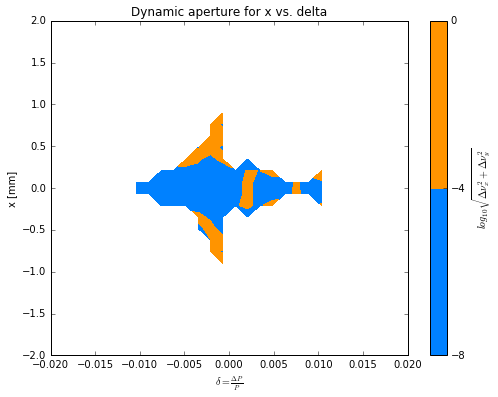 Dynamic aperture for x vs. delta
2.0
1.5
1.0
0.5
0.0
−0.5
−1.0
−1.5
−2.0
x [mm]
−0.020 −0.015 −0.010 −0.005 0.000 0.005 0.010 0.015 0.020
δ = ΔP/P
0
−4
−8
log₁₀√(Δν²ₓ + Δν²ᵧ)